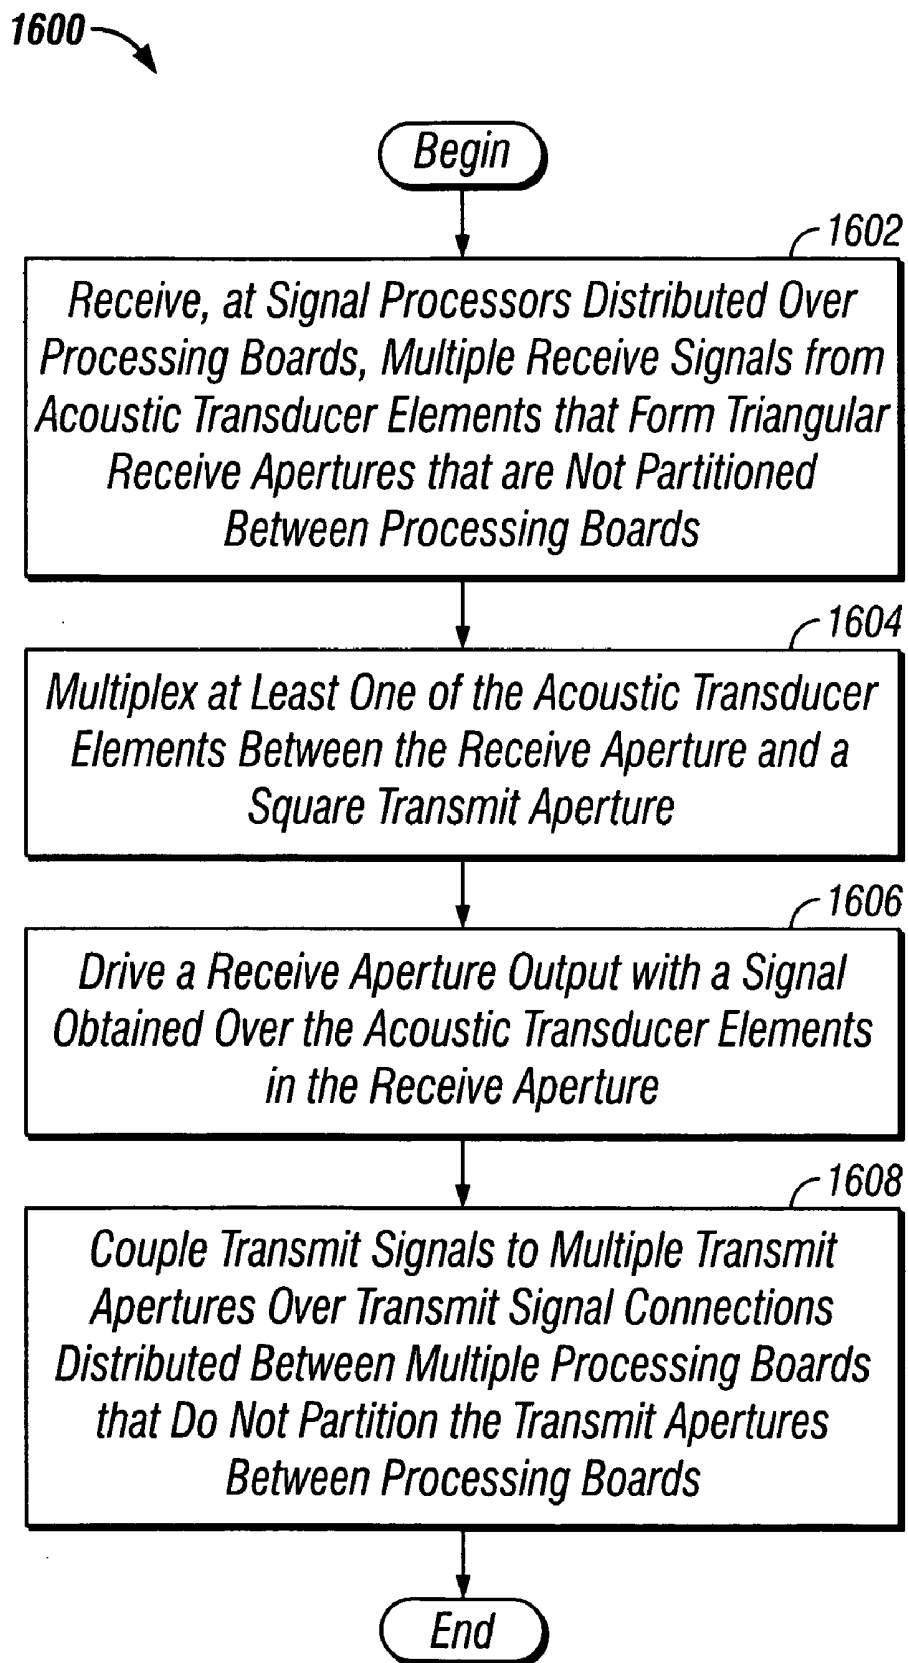 1600
Begin
1602
Receive, at Signal Processors Distributed Over
Processing Boards, Multiple Receive Signals from
Acoustic Transducer Elements that Form Triangular
Receive Apertures that are Not Partitioned
Between Processing Boards
1604
Multiplex at Least One of the Acoustic Transducer
Elements Between the Receive Aperture and a
Square Transmit Aperture
1606
Drive a Receive Aperture Output with a Signal
Obtained Over the Acoustic Transducer Elements
in the Receive Aperture
1608
Couple Transmit Signals to Multiple Transmit
Apertures Over Transmit Signal Connections
Distributed Between Multiple Processing Boards
that Do Not Partition the Transmit Apertures
Between Processing Boards
End